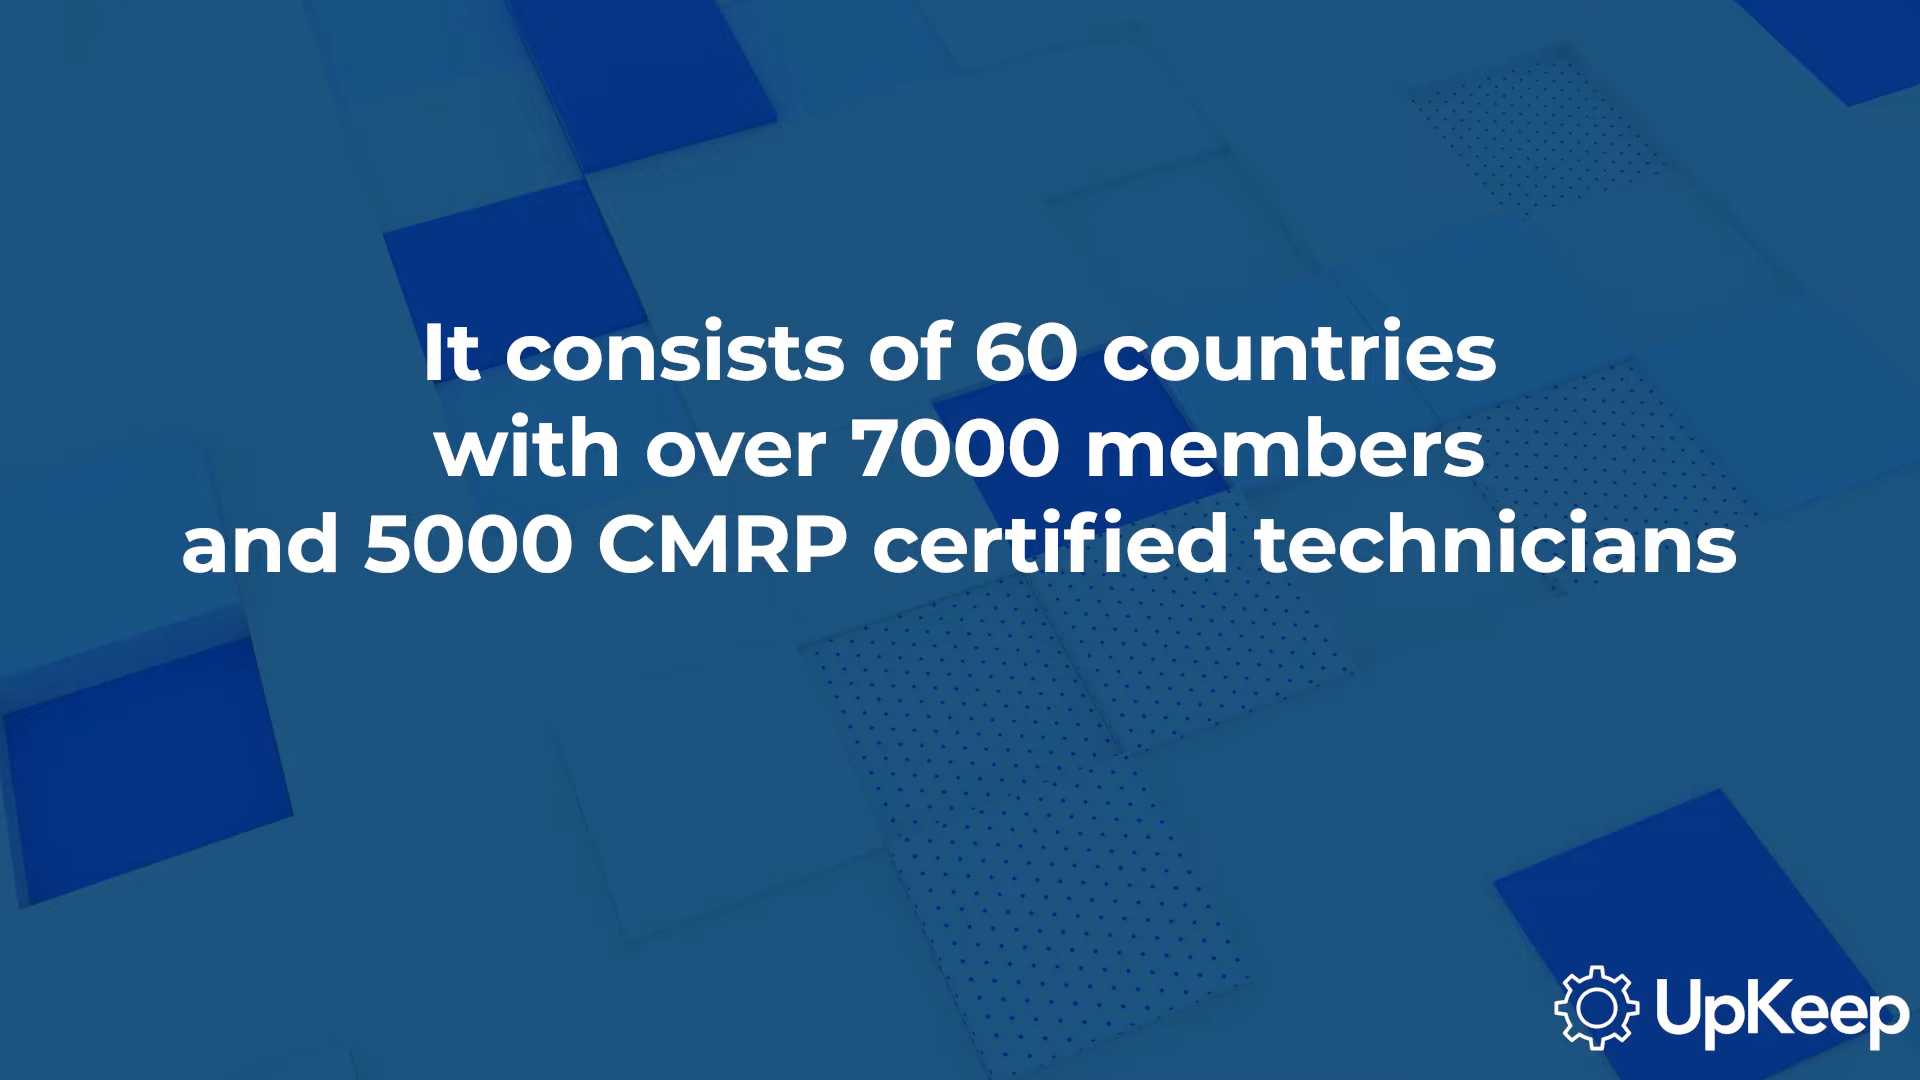 It consists of 60 countries
with over 7000 members
and 5000 CMRP certified technicians
UpKeep